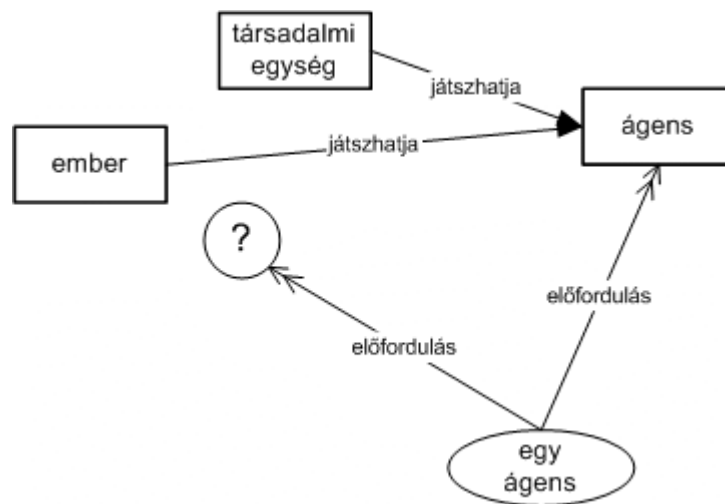 társadalmi
egység
játszhatja
ágens
ember
játszhatja
?
előfordulás
előfordulás
egy
ágens